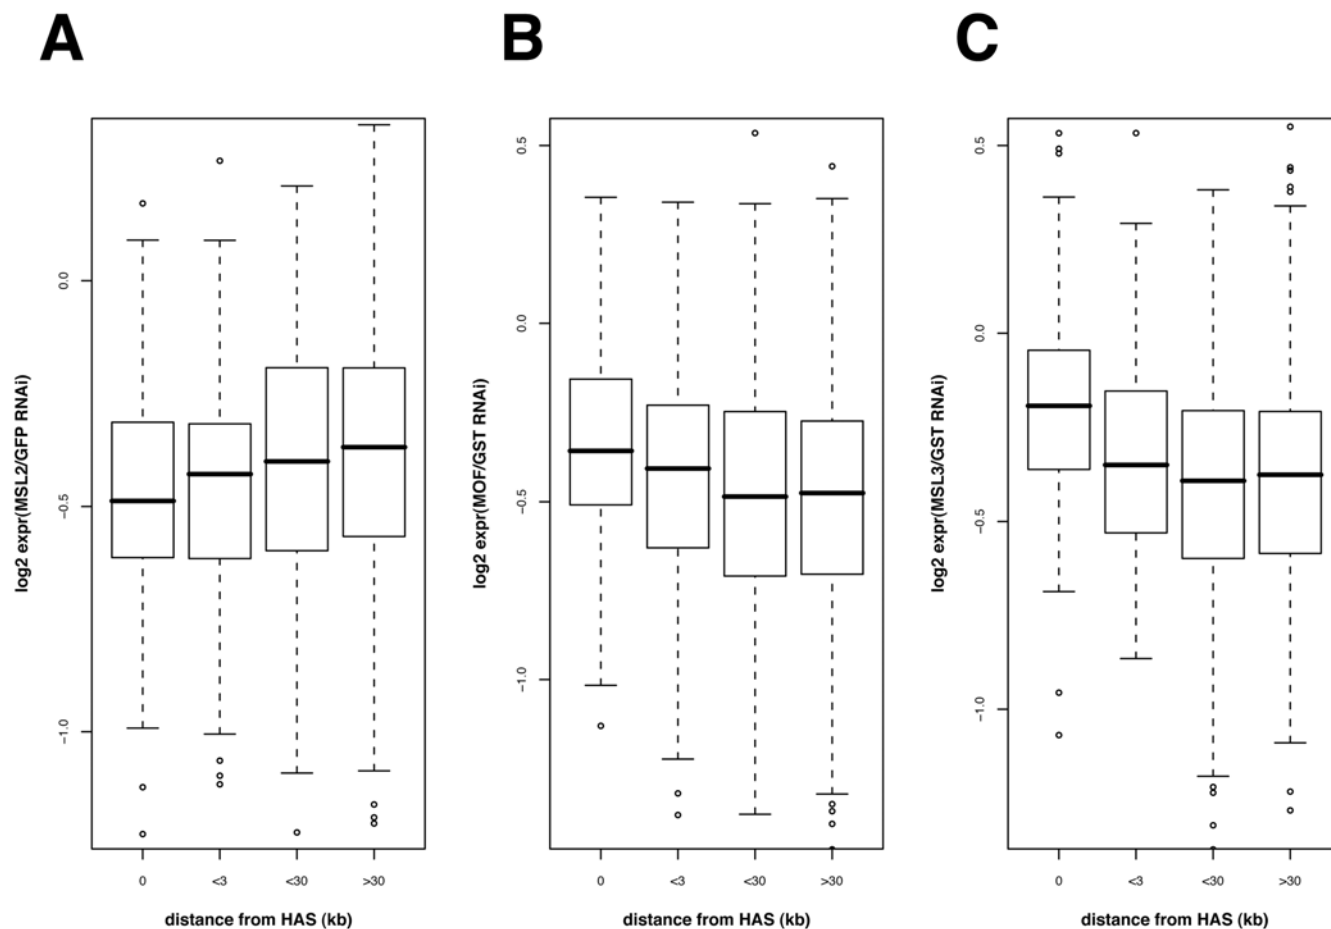 A
B
C
log2 expr(MSL2/GFP RNAi)
0.0
−0.5
−1.0
0
<3
<30
>30
distance from HAS (kb)
log2 expr(MOF/GST RNAi)
0.5
0.0
−0.5
−1.0
0
<3
<30
>30
distance from HAS (kb)
log2 expr(MSL3/GST RNAi)
0.5
0.0
−0.5
−1.0
0
<3
<30
>30
distance from HAS (kb)